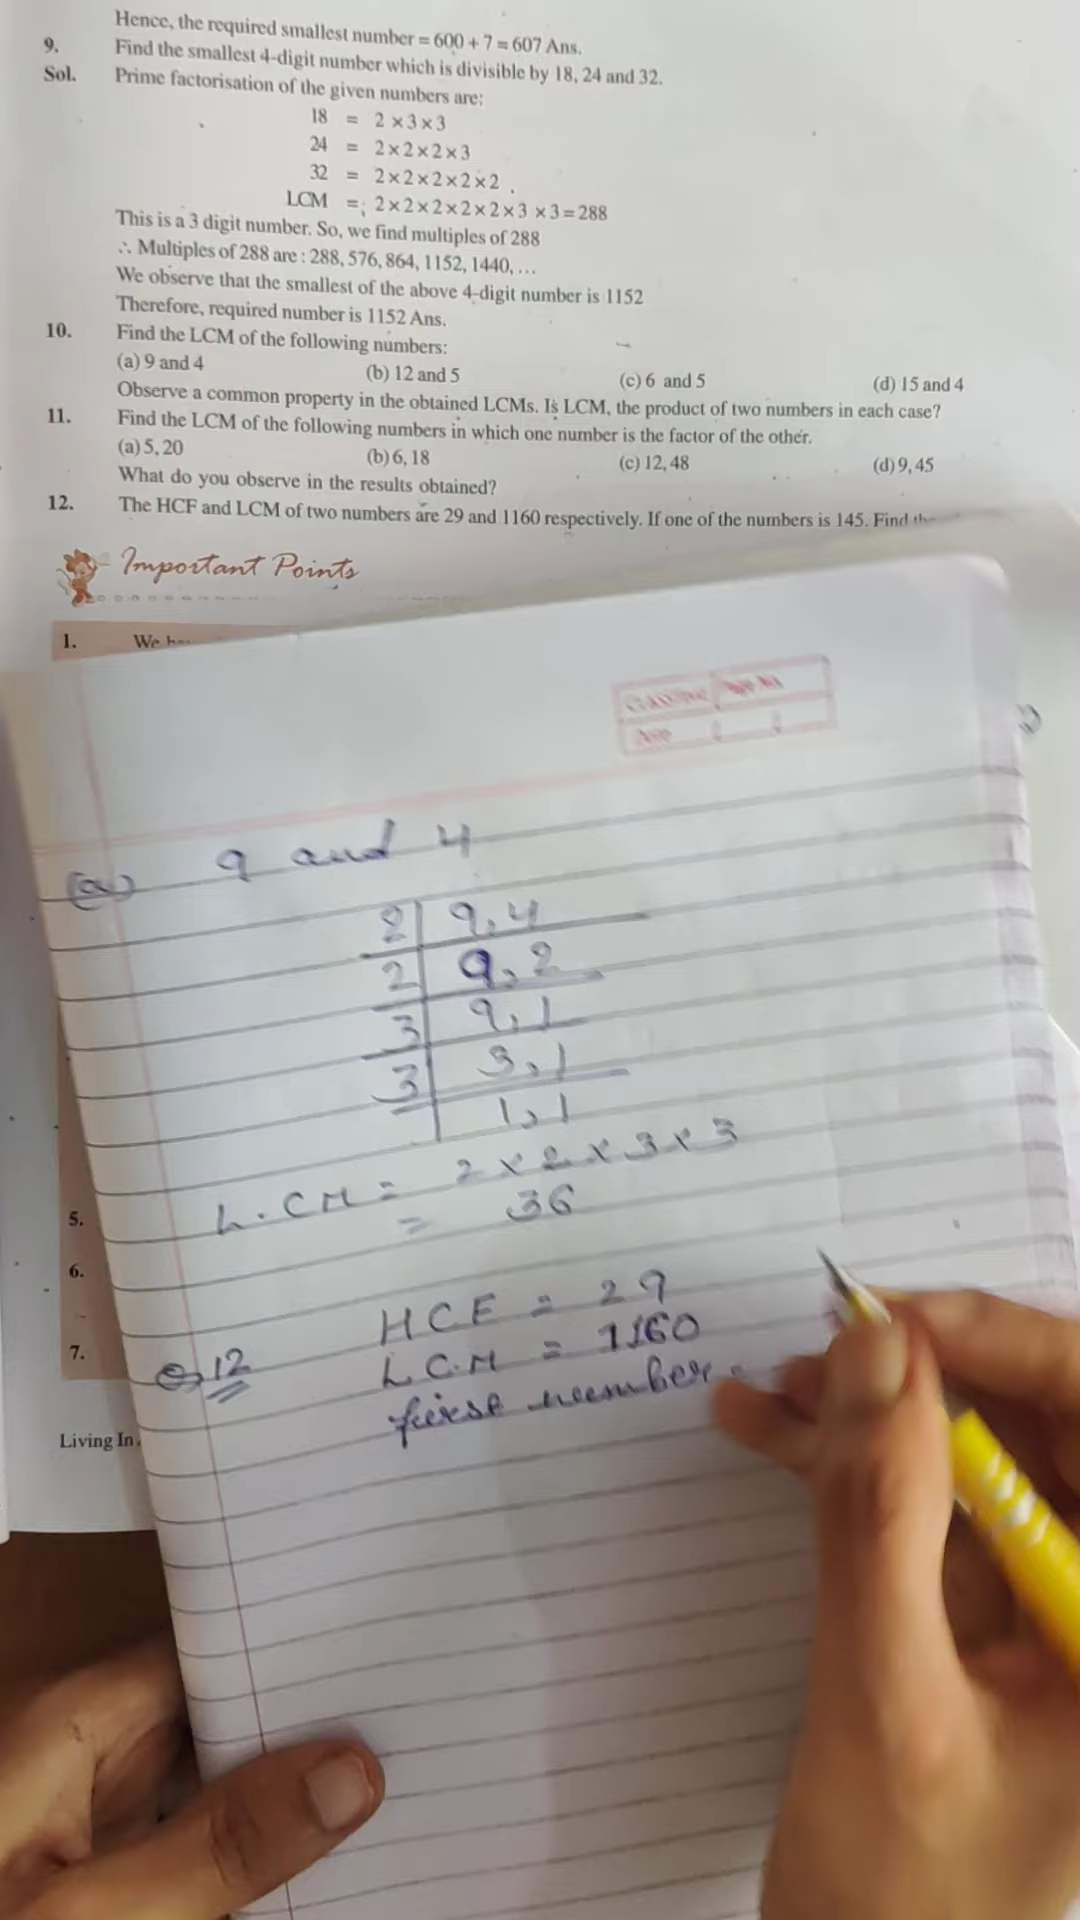 Hence, the required smallest number = 600 + 7 = 607 Ans.
9. Find the smallest 4-digit number which is divisible by 18, 24 and 32.
Sol. Prime factorisation of the given numbers are:
18 = 2 × 3 × 3
24 = 2 × 2 × 2 × 3
32 = 2 × 2 × 2 × 2 × 2
LCM = 2 × 2 × 2 × 2 × 2 × 3 × 3 = 288
This is a 3 digit number. So, we find multiples of 288
∴ Multiples of 288 are : 288, 576, 864, 1152, 1440, ...
We observe that the smallest of the above 4-digit number is 1152
Therefore, required number is 1152 Ans.
10. Find the LCM of the following numbers:
(a) 9 and 4 (b) 12 and 5 (c) 6 and 5 (d) 15 and 4
Observe a common property in the obtained LCMs. Is LCM, the product of two numbers in each case?
11. Find the LCM of the following numbers in which one number is the factor of the other.
(a) 5, 20 (b) 6, 18 (c) 12, 48 (d) 9, 45
What do you observe in the results obtained?
12. The HCF and LCM of two numbers are 29 and 1160 respectively. If one of the numbers is 145. Find
Important Points
1. We
(a) 9 and 4
2 9, 4
2 9, 2
3 9, 1
3 3, 1
1, 1
L.CM = 2 × 2 × 3 × 3
= 36
5.
6.
7.
HCF = 29
Q.12 L.C.M = 1160
first number =
Living In